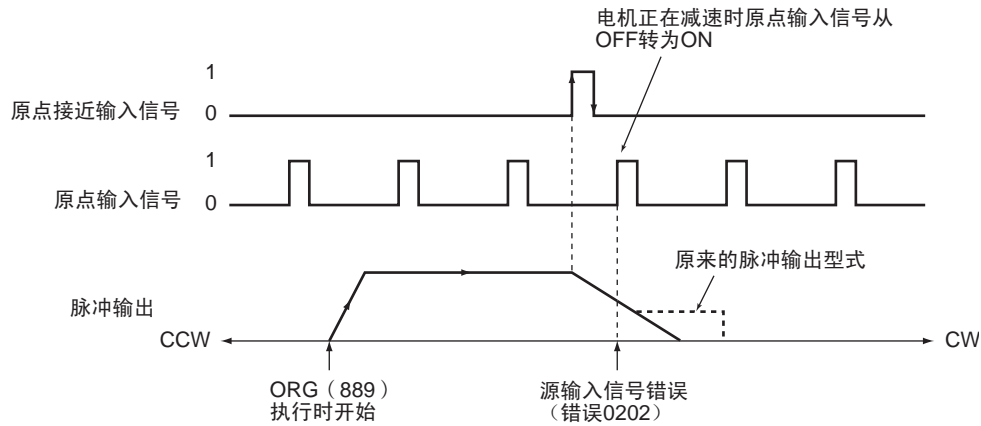 电机正在减速时原点输入信号从
OFF转为ON
1
原点接近输入信号
0
1
原点输入信号
0
原来的脉冲输出型式
脉冲输出
CCW
CW
ORG（889）
执行时开始
源输入信号错误
（错误0202）